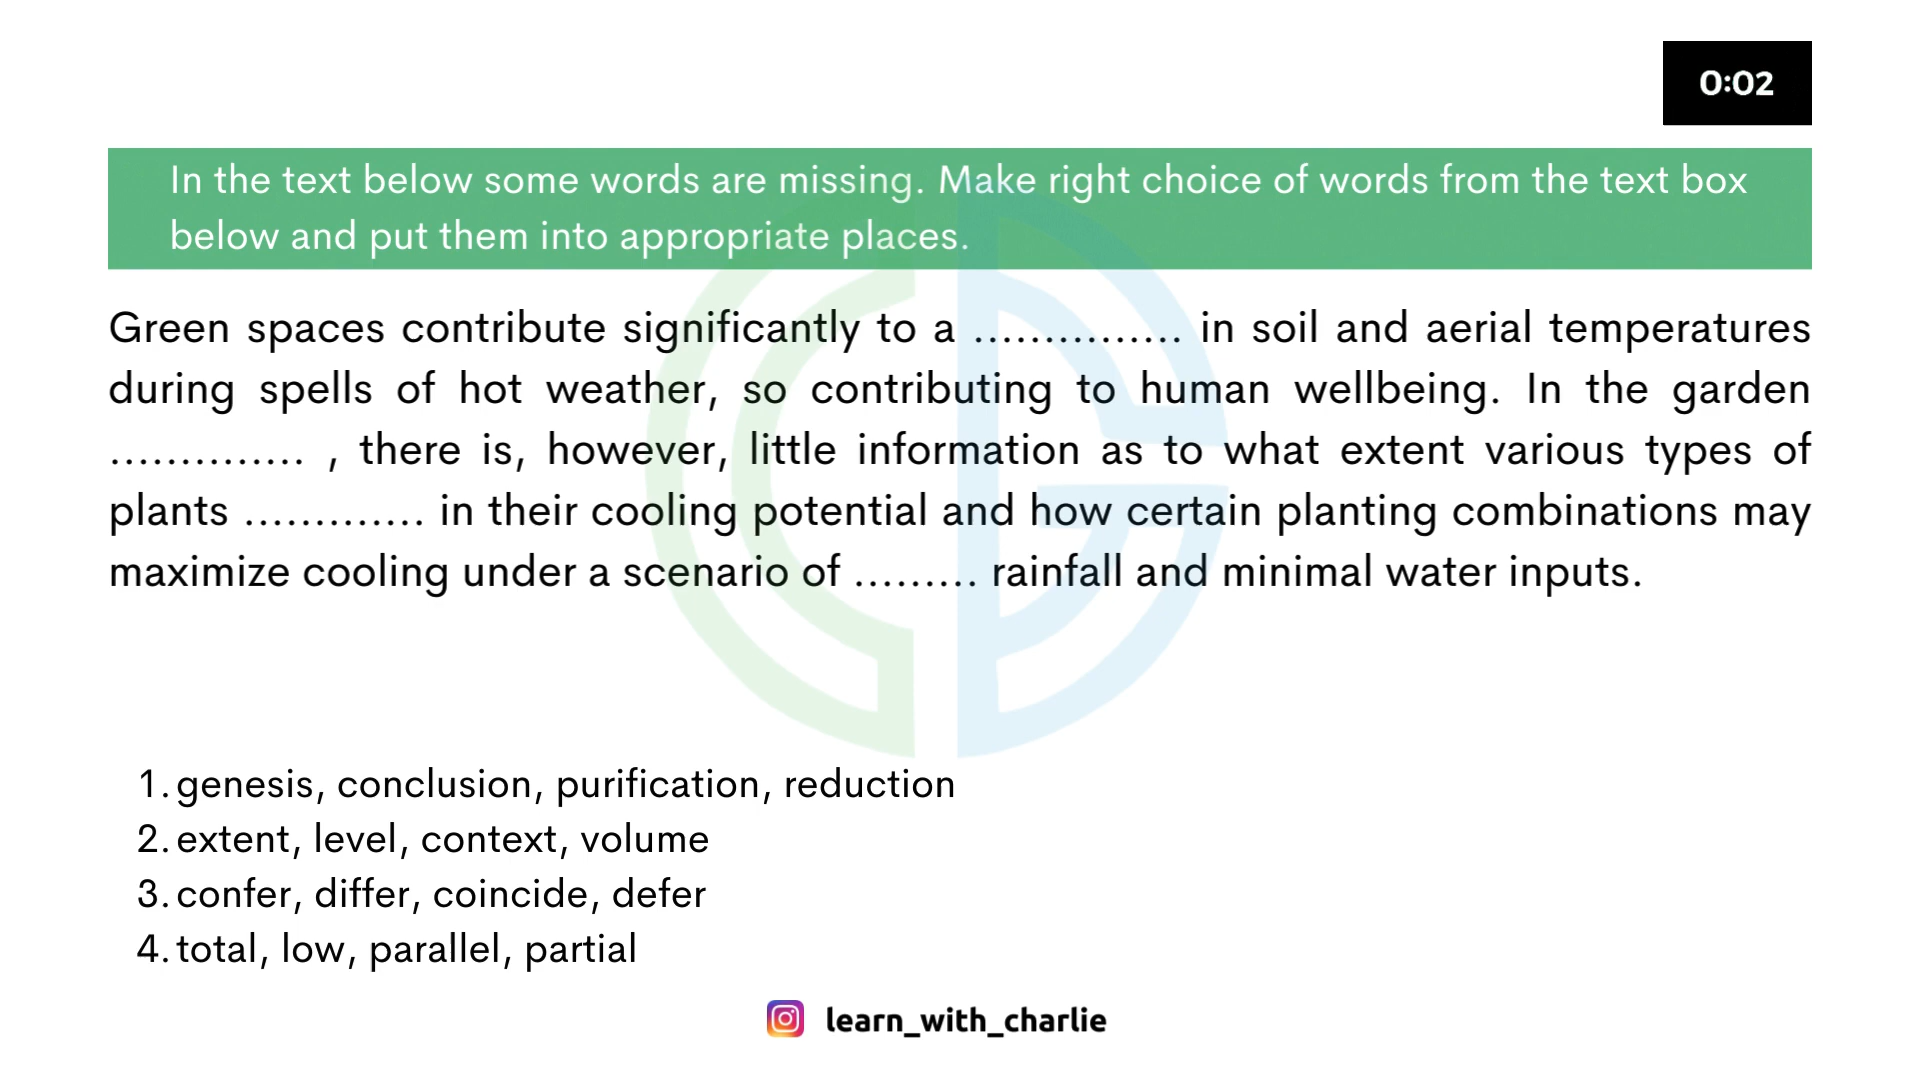 0:02
In the text below some words are missing. Make right choice of words from the text box
below and put them into appropriate places.
Green spaces contribute significantly to a ............... in soil and aerial temperatures
during spells of hot weather, so contributing to human wellbeing. In the garden
.............. , there is, however, little information as to what extent various types of
plants ............. in their cooling potential and how certain planting combinations may
maximize cooling under a scenario of ......... rainfall and minimal water inputs.
1. genesis, conclusion, purification, reduction
2. extent, level, context, volume
3. confer, differ, coincide, defer
4. total, low, parallel, partial
learn_with_charlie